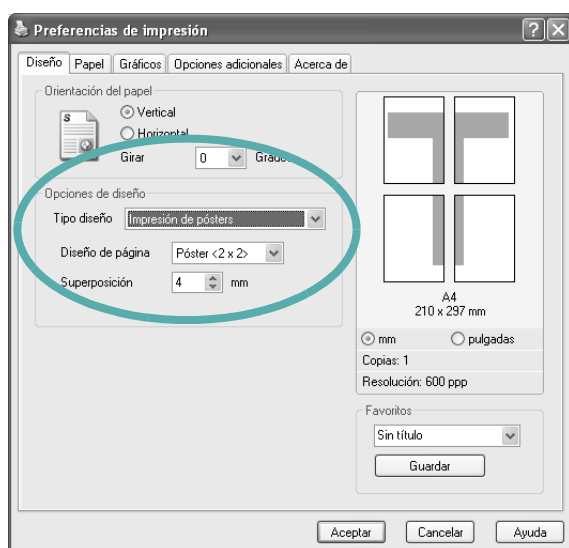 Preferencias de impresión
Diseño Papel Gráficos Opciones adicionales Acerca de
Orientación del papel
S
Vertical
Horizontal
Girar 0 Grados
Opciones de diseño
Tipo diseño Impresión de pósters
Diseño de página Póster <2 x 2>
Superposición 4 mm
A4
210 x 297 mm
mm pulgadas
Copias: 1
Resolución: 600 ppp
Favoritos
Sin título
Guardar
Aceptar Cancelar Ayuda